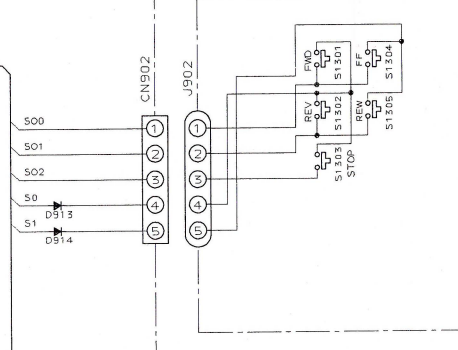 CN902
J902
SO0
SO1
SO2
S0
D913
S1
D914
1
2
3
4
5
1
2
3
4
5
FWD
S1301
FF
S1304
REV
S1302
REW
S1305
S1303
STOP